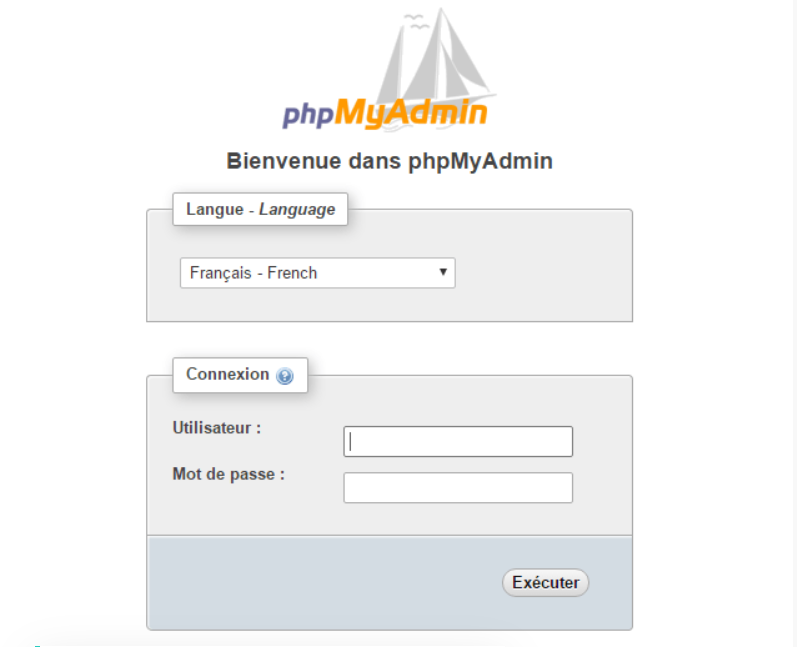 phpMyAdmin
Bienvenue dans phpMyAdmin
Langue - Language
Français - French
Connexion
Utilisateur :
Mot de passe :
Exécuter